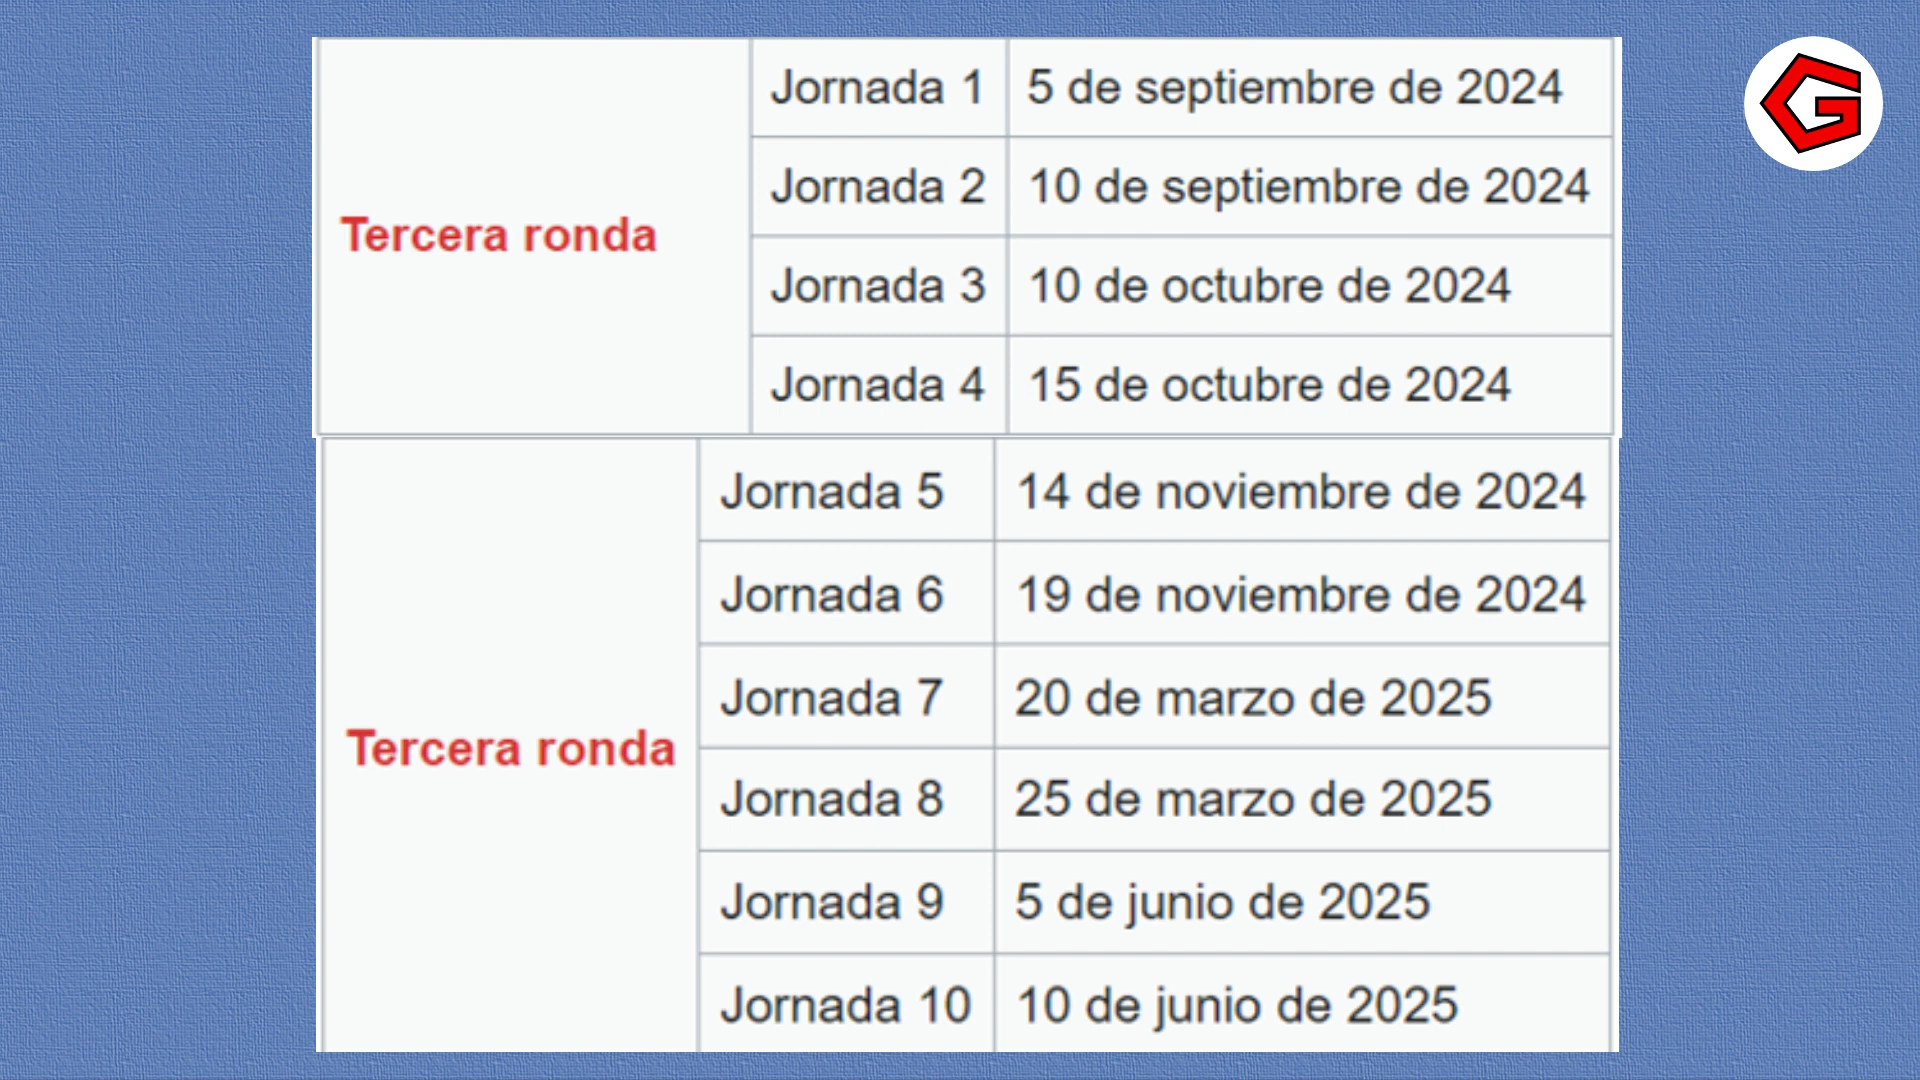 Jornada 1 5 de septiembre de 2024
Jornada 2 10 de septiembre de 2024
Tercera ronda
Jornada 3 10 de octubre de 2024
Jornada 4 15 de octubre de 2024
Jornada 5 14 de noviembre de 2024
Jornada 6 19 de noviembre de 2024
Jornada 7 20 de marzo de 2025
Tercera ronda
Jornada 8 25 de marzo de 2025
Jornada 9 5 de junio de 2025
Jornada 10 10 de junio de 2025
G